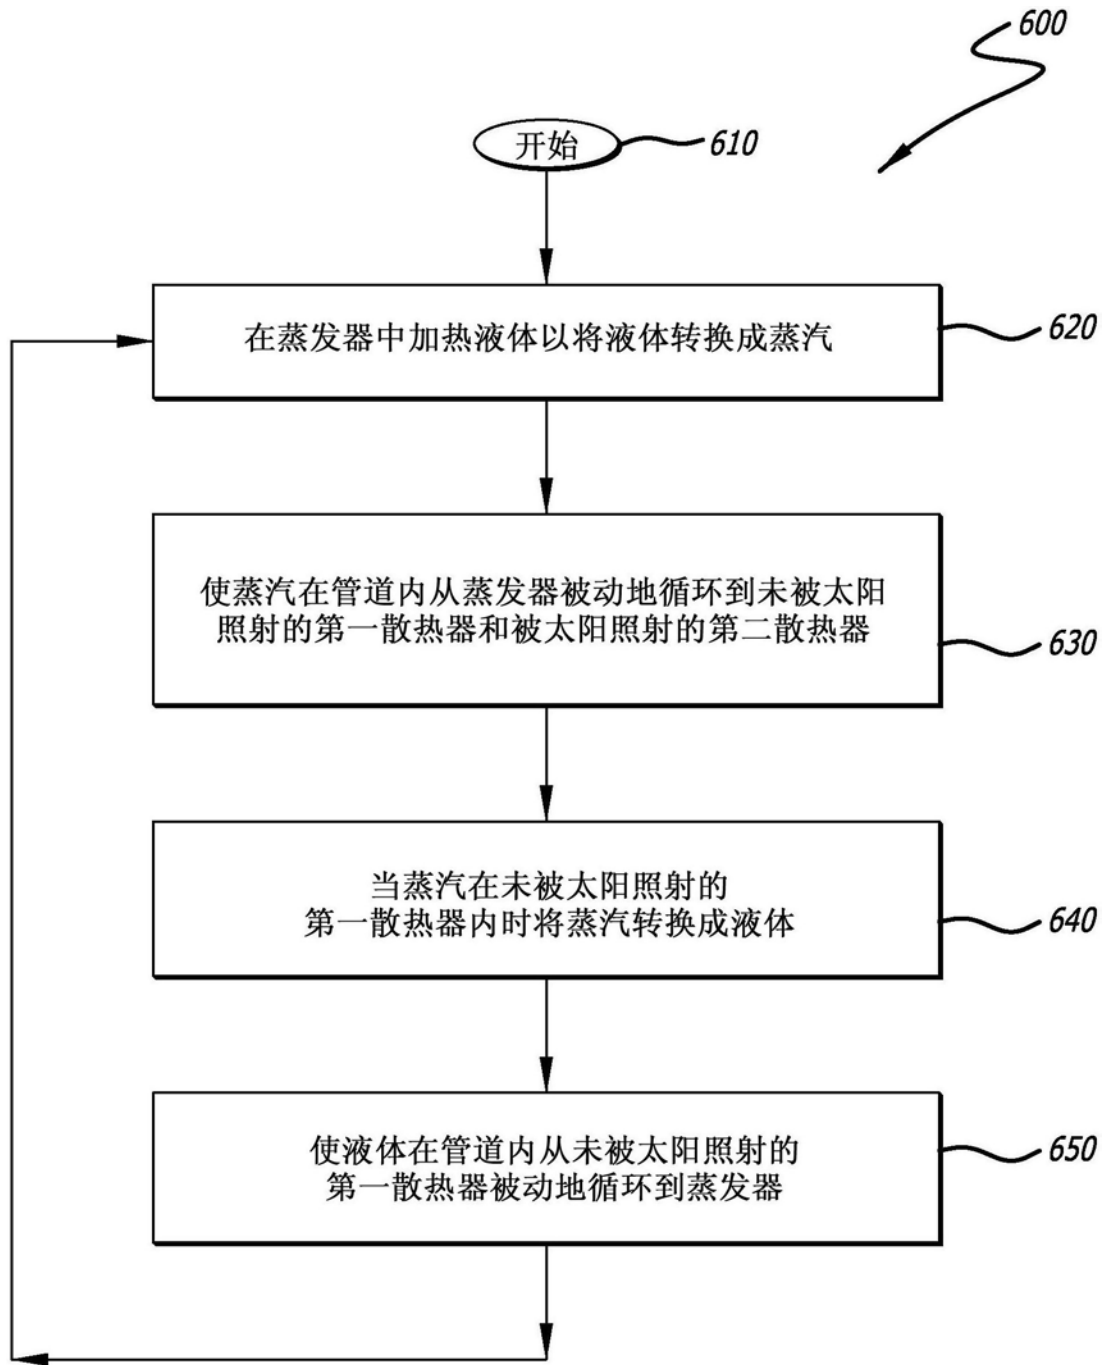 600
开始
610
在蒸发器中加热液体以将液体转换成蒸汽
620
使蒸汽在管道内从蒸发器被动地循环到未被太阳
照射的第一散热器和被太阳照射的第二散热器
630
当蒸汽在未被太阳照射的
第一散热器内时将蒸汽转换成液体
640
使液体在管道内从未被太阳照射的
第一散热器被动地循环到蒸发器
650